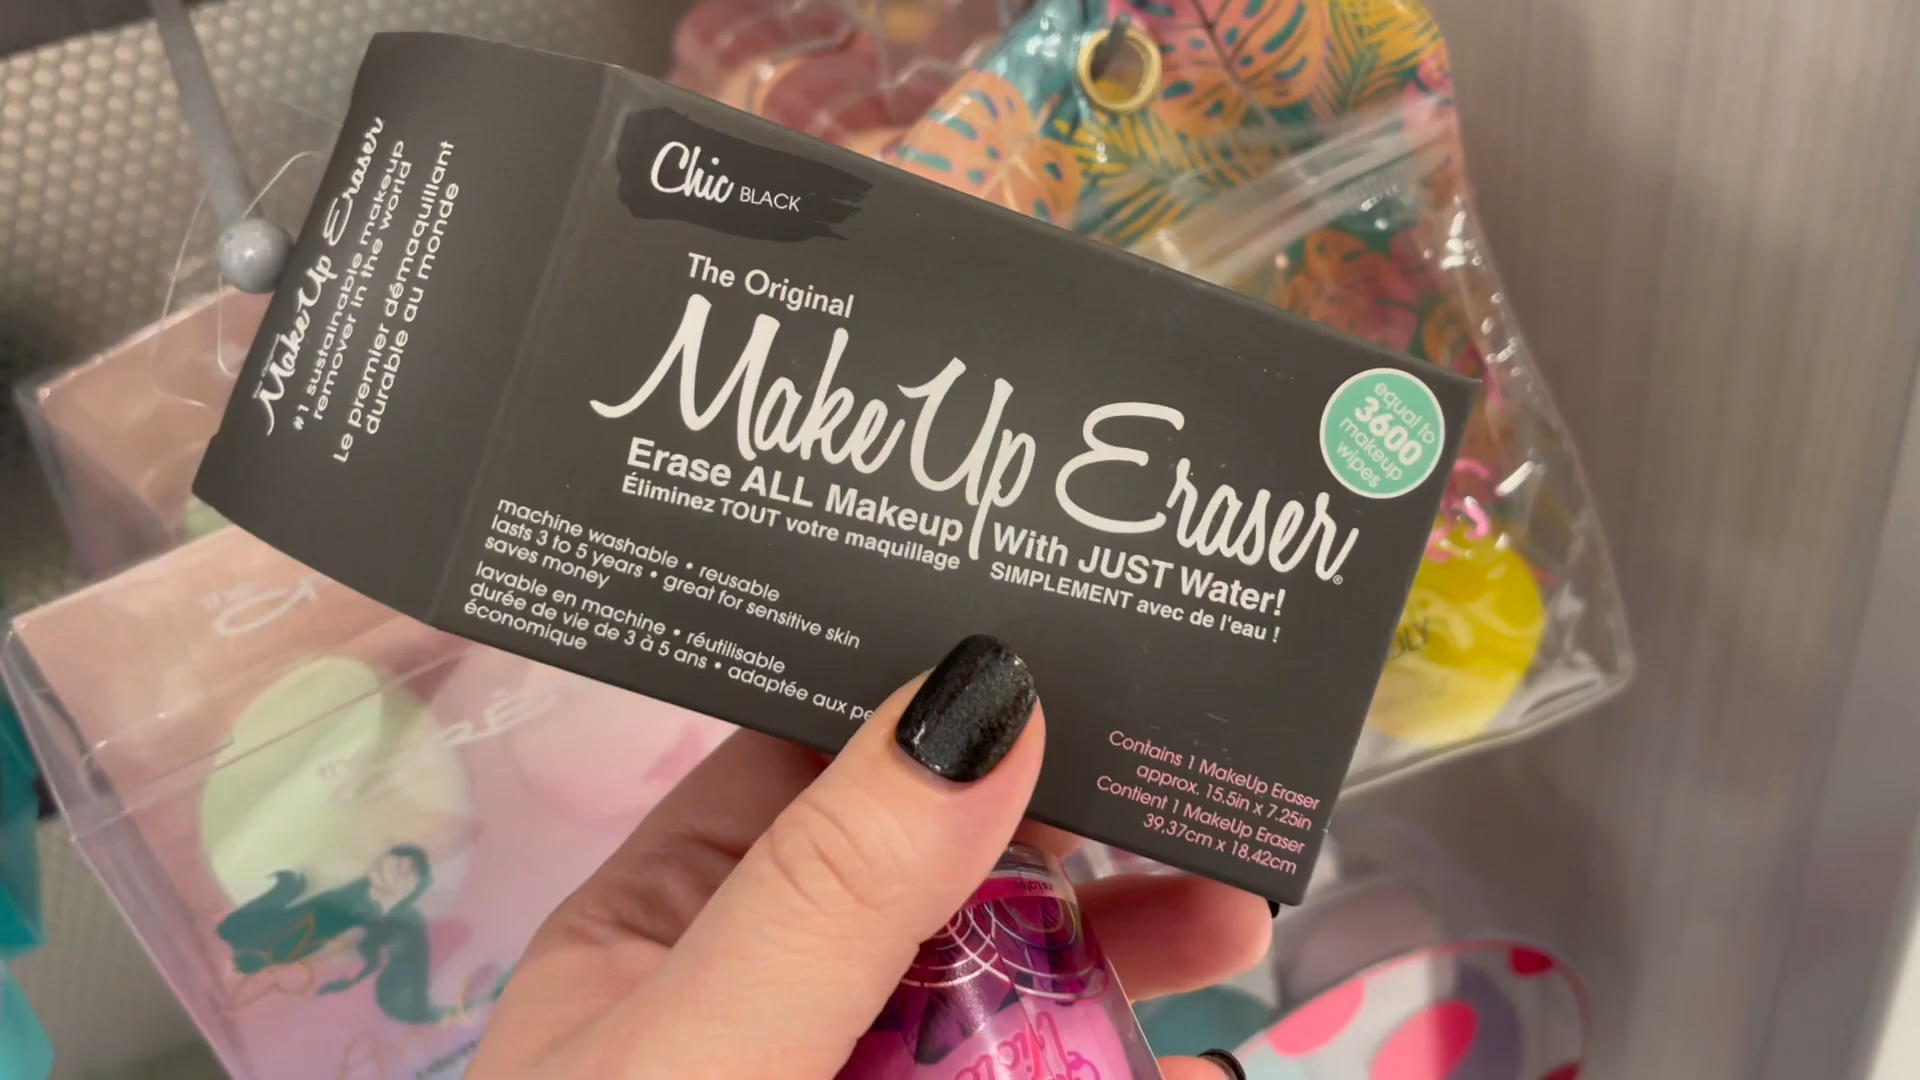 MakeUp Eraser
#1 sustainable makeup
remover in the world
Le premier démaquillant
durable au monde
Chic BLACK
The Original
MakeUp Eraser®
equal to
3600
makeup
wipes
Erase ALL Makeup With JUST Water!
Éliminez TOUT votre maquillage SIMPLEMENT avec de l'eau !
machine washable • reusable
lasts 3 to 5 years • great for sensitive skin
saves money
lavable en machine • réutilisable
durée de vie de 3 à 5 ans • adaptée aux
économique
Contains 1 MakeUp Eraser
approx. 15.5in x 7.25in
Contient 1 MakeUp Eraser
39,37cm x 18,42cm